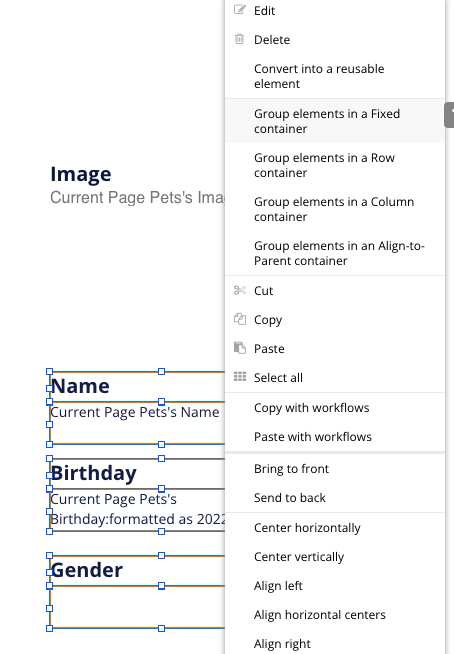 Edit
Delete
Convert into a reusable
element
Group elements in a Fixed
container
Group elements in a Row
container
Group elements in a Column
container
Group elements in an Align-to-
Parent container
Cut
Copy
Paste
Select all
Copy with workflows
Paste with workflows
Bring to front
Send to back
Center horizontally
Center vertically
Align left
Align horizontal centers
Align right
Image
Current Page Pets's Ima
Name
Current Page Pets's Name
Birthday
Current Page Pets's
Birthday:formatted as 2022
Gender